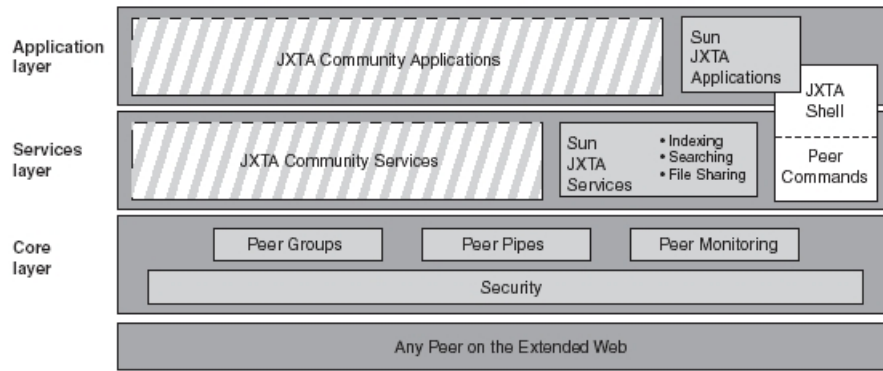 Application
layer
JXTA Community Applications
Sun
JXTA
Applications
JXTA
Shell
Peer
Commands
Services
layer
JXTA Community Services
Sun
JXTA
Services
• Indexing
• Searching
• File Sharing
Core
layer
Peer Groups
Peer Pipes
Peer Monitoring
Security
Any Peer on the Extended Web